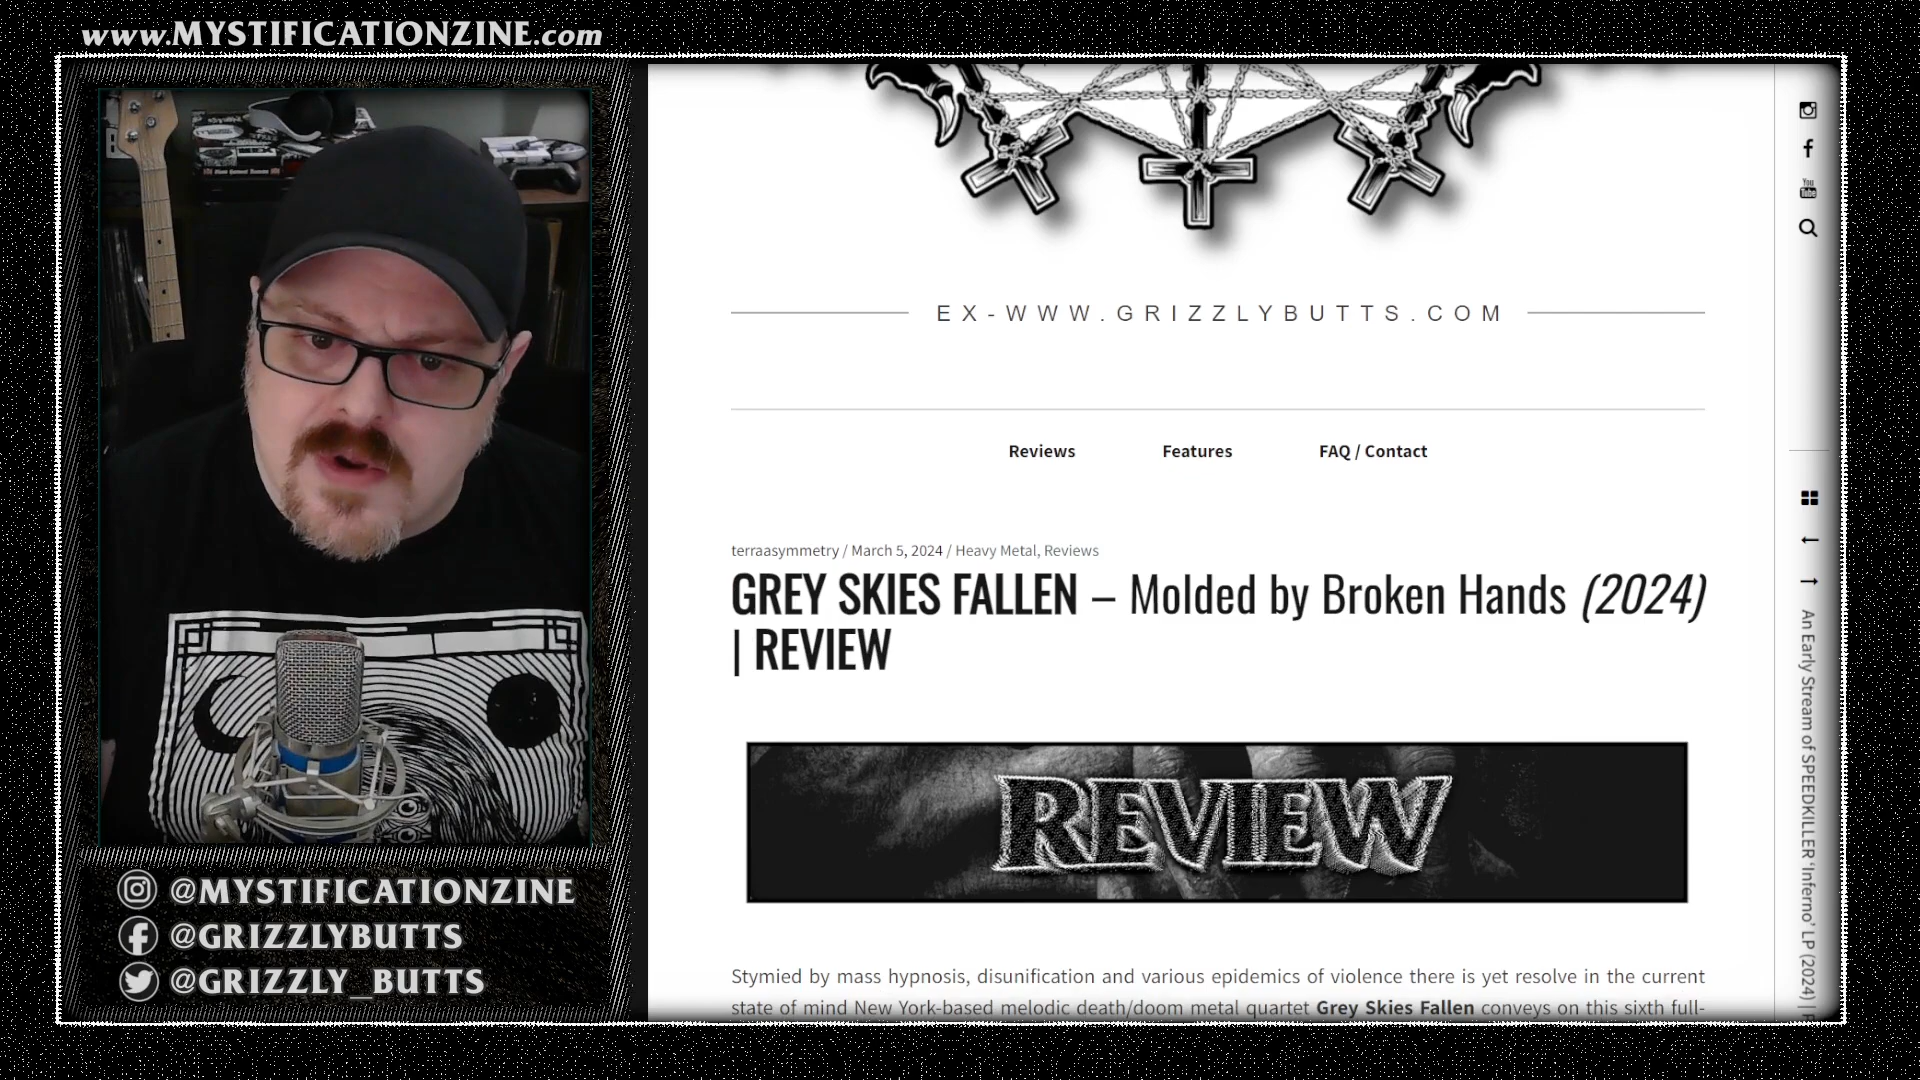 www.MYSTIFICATIONZINE.com
@MYSTIFICATIONZINE
@GRIZZLYBUTTS
@GRIZZLY_BUTTS
EX-WWW.GRIZZLYBUTTS.COM
Reviews Features FAQ / Contact
terraasymmetry / March 5, 2024 / Heavy Metal, Reviews
GREY SKIES FALLEN – Molded by Broken Hands (2024)
| REVIEW
REVIEW
Stymied by mass hypnosis, disunification and various epidemics of violence there is yet resolve in the current
state of mind New York-based melodic death/doom metal quartet Grey Skies Fallen conveys on this sixth full-
You
Tube
An Early Stream of SPEEDKILLER 'Inferno' LP (2024) |